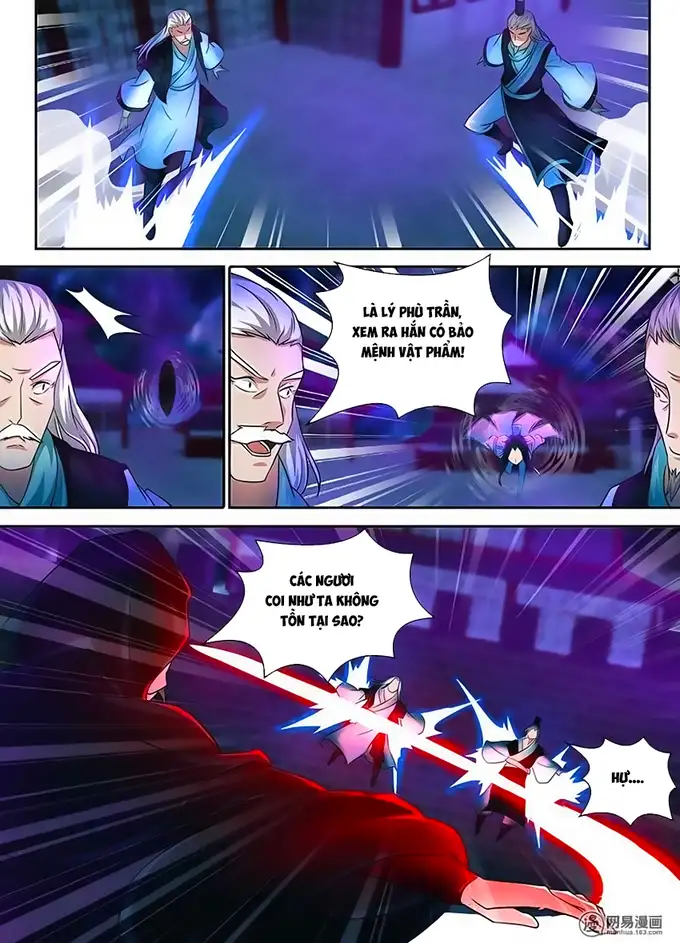 LÀ LÝ PHÙ TRẦN,
XEM RA HẮN CÓ BẢO
MỆNH VẬT PHẨM!
CÁC NGƯƠI
COI NHƯ TA KHÔNG
TỒN TẠI SAO?
HỰ....
网易漫画
manhua.163.com